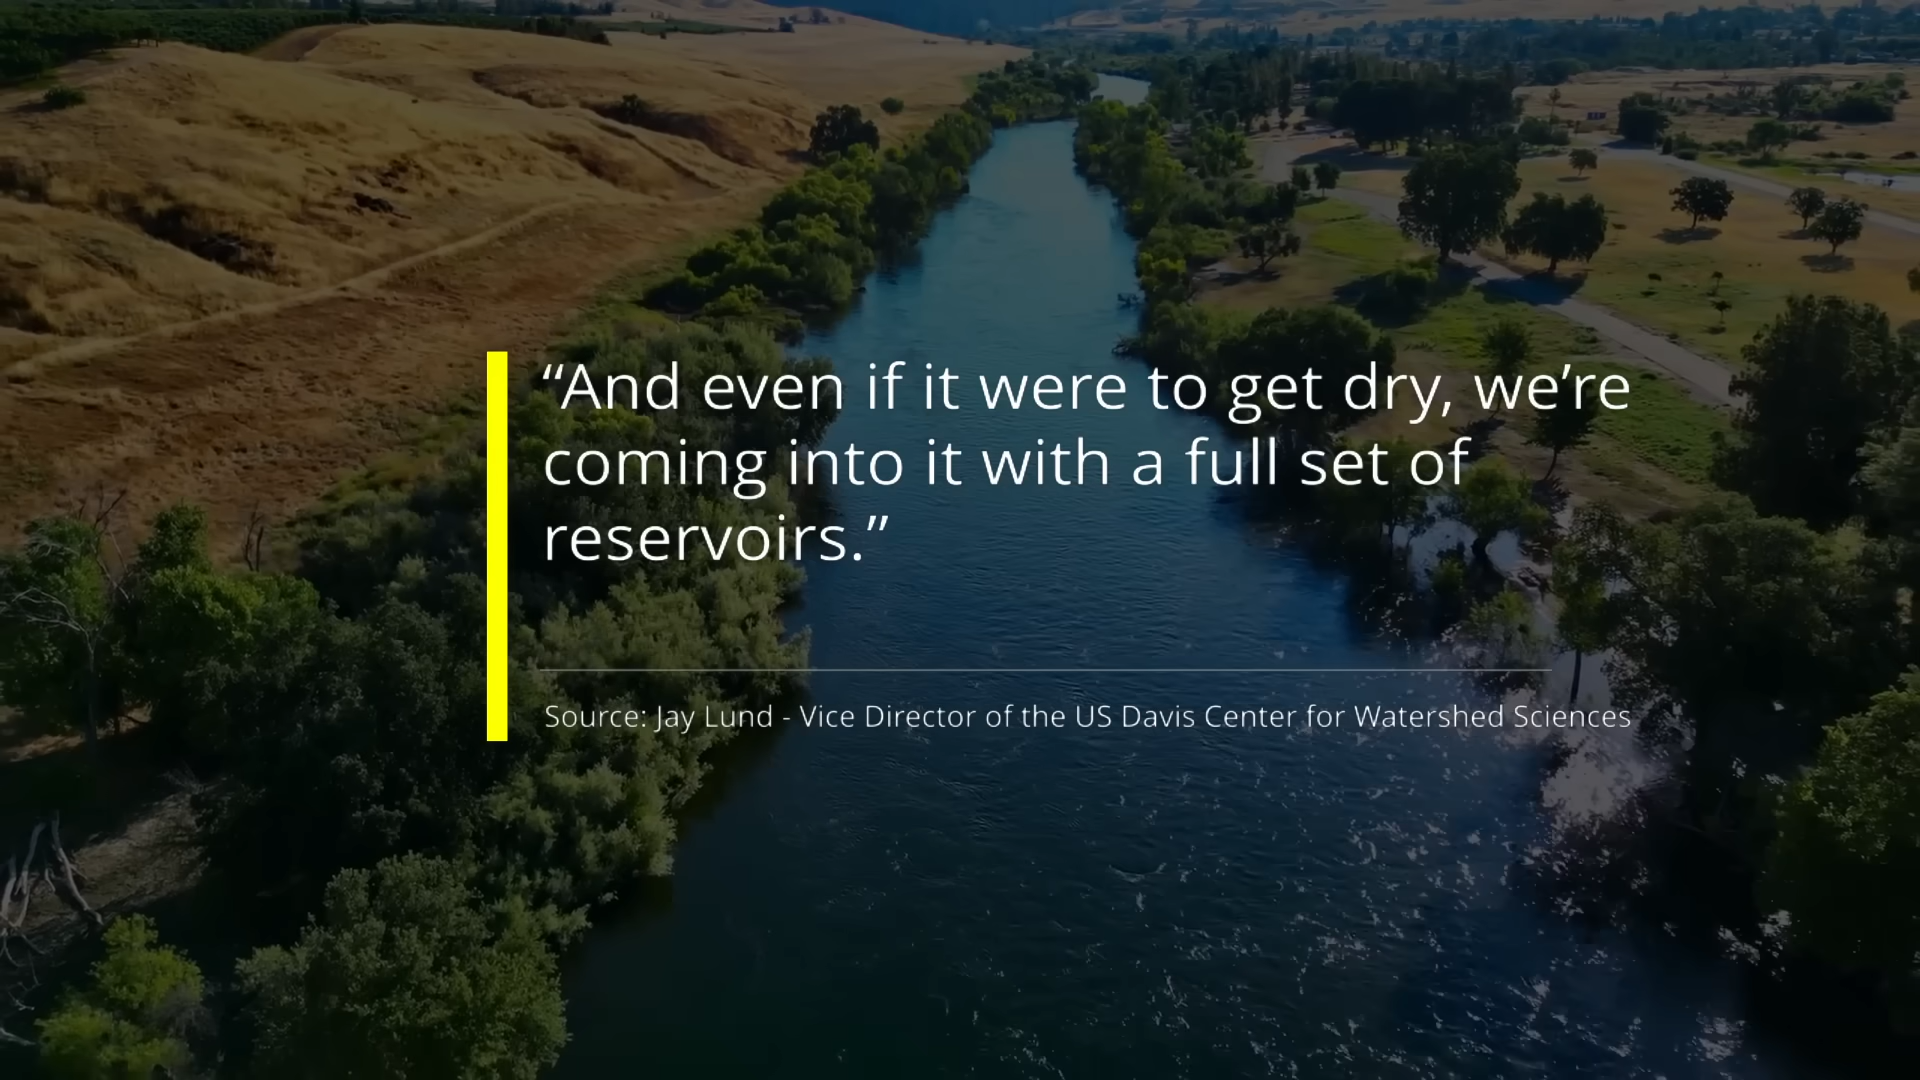 “And even if it were to get dry, we’re
coming into it with a full set of
reservoirs.”
Source: Jay Lund - Vice Director of the US Davis Center for Watershed Sciences